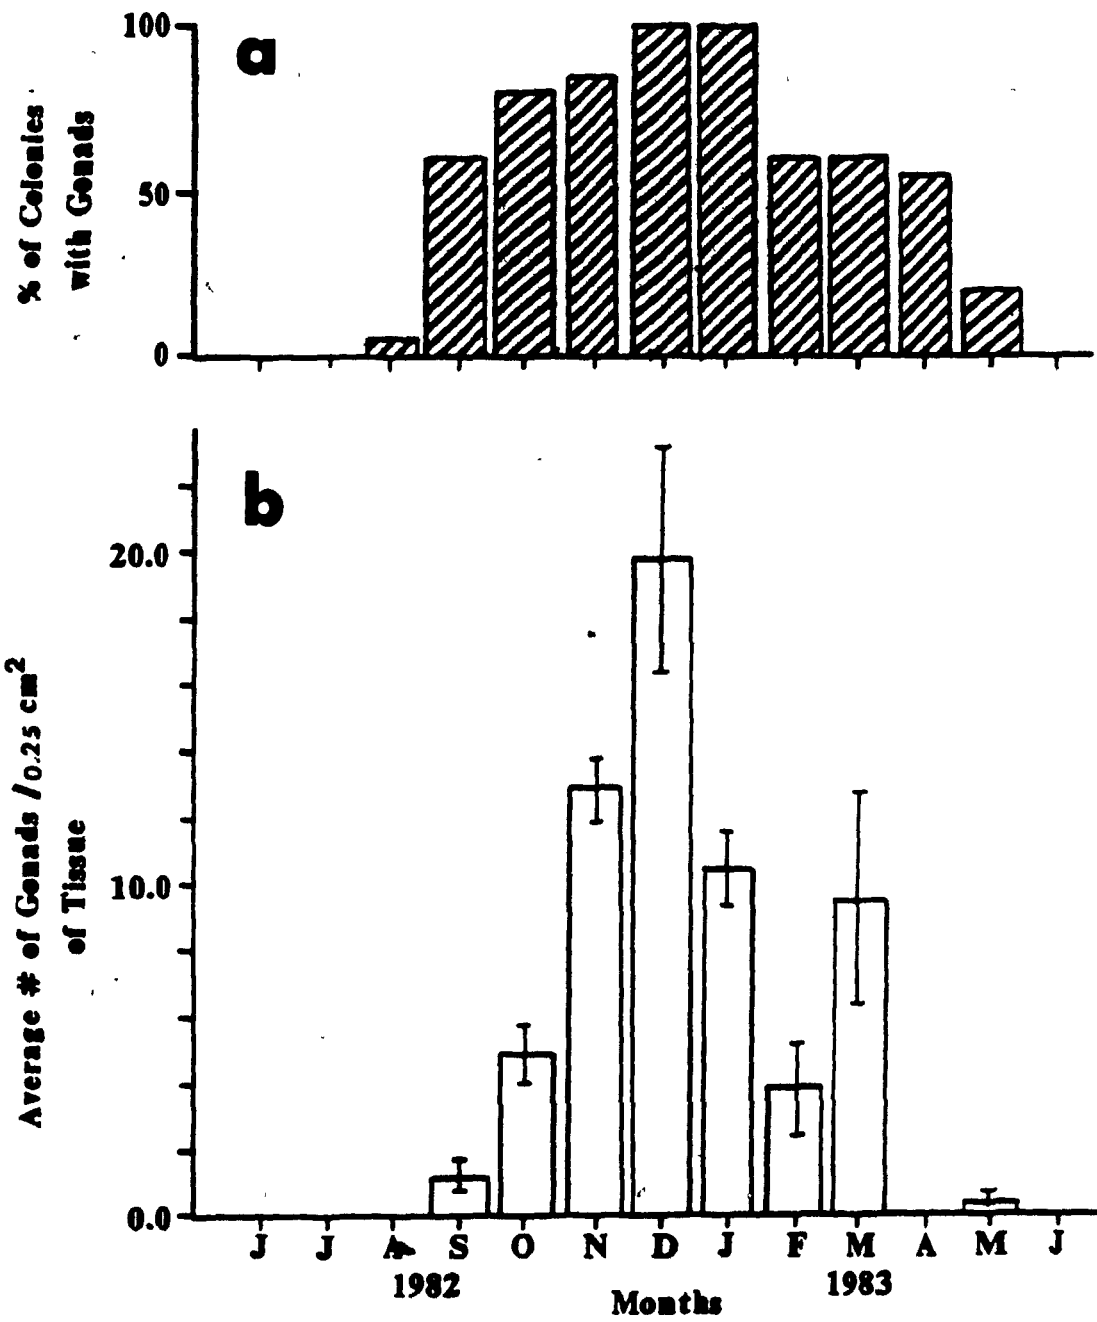 a
100
50
0
% of Colonies
with Gonads
b
20.0
10.0
0.0
Average # of Gonads /0.25 cm²
of Tissue
J J A S O N D J F M A M J
1982 1983
Months